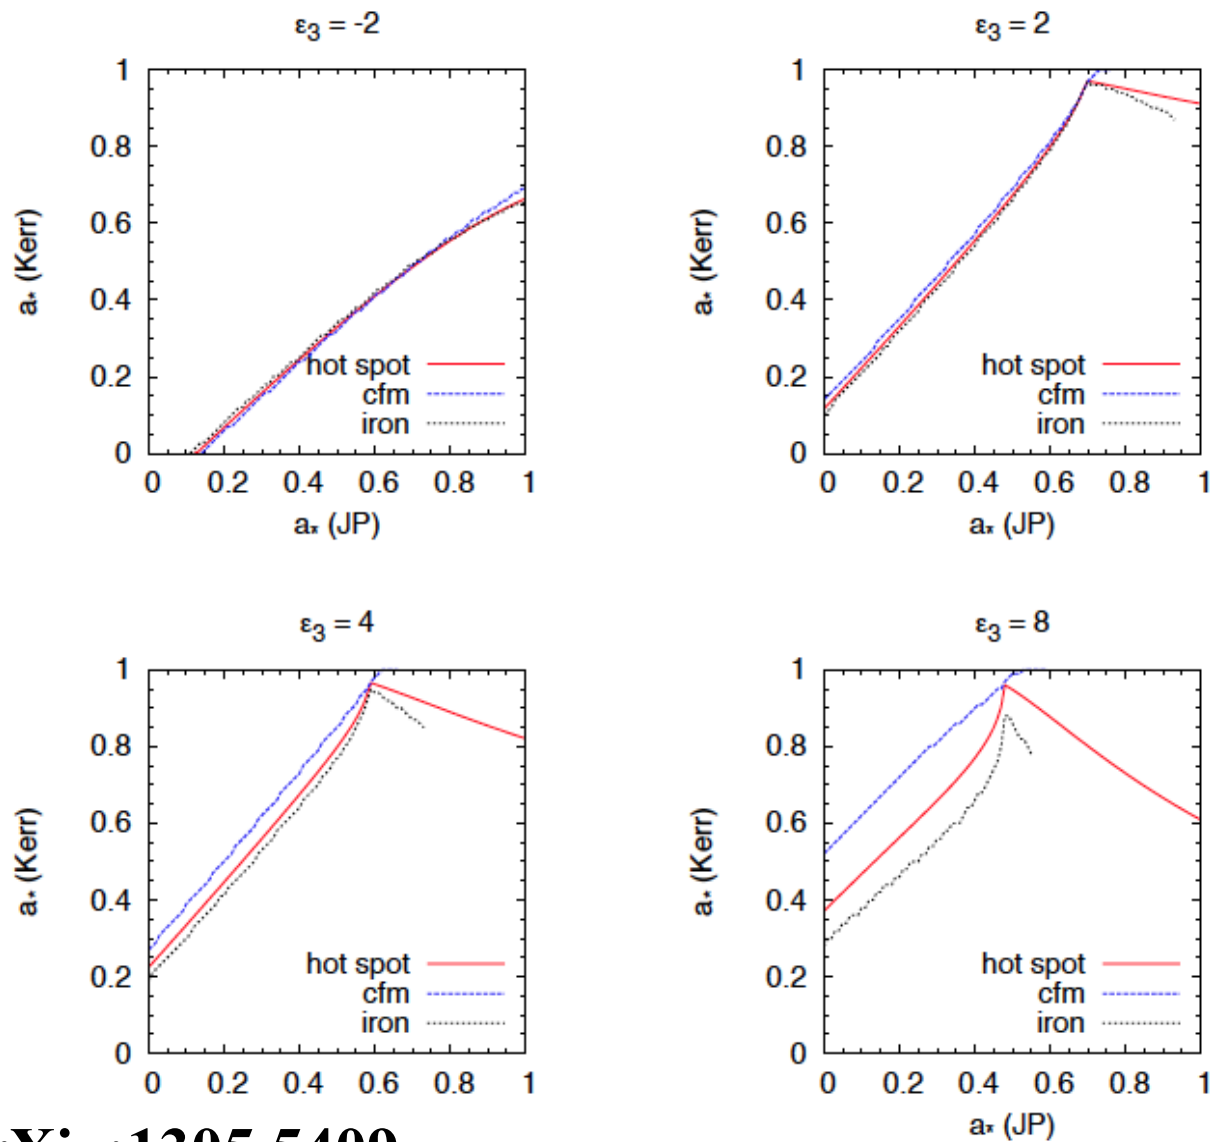 ε3 = -2
1
0.8
0.6
0.4
0.2
0
a* (Kerr)
hot spot
cfm
iron
0 0.2 0.4 0.6 0.8 1
a* (JP)
ε3 = 2
1
0.8
0.6
0.4
0.2
0
a* (Kerr)
hot spot
cfm
iron
0 0.2 0.4 0.6 0.8 1
a* (JP)
ε3 = 4
1
0.8
0.6
0.4
0.2
0
a* (Kerr)
hot spot
cfm
iron
0 0.2 0.4 0.6 0.8 1
ε3 = 8
1
0.8
0.6
0.4
0.2
0
a* (Kerr)
hot spot
cfm
iron
0 0.2 0.4 0.6 0.8 1
a* (JP)